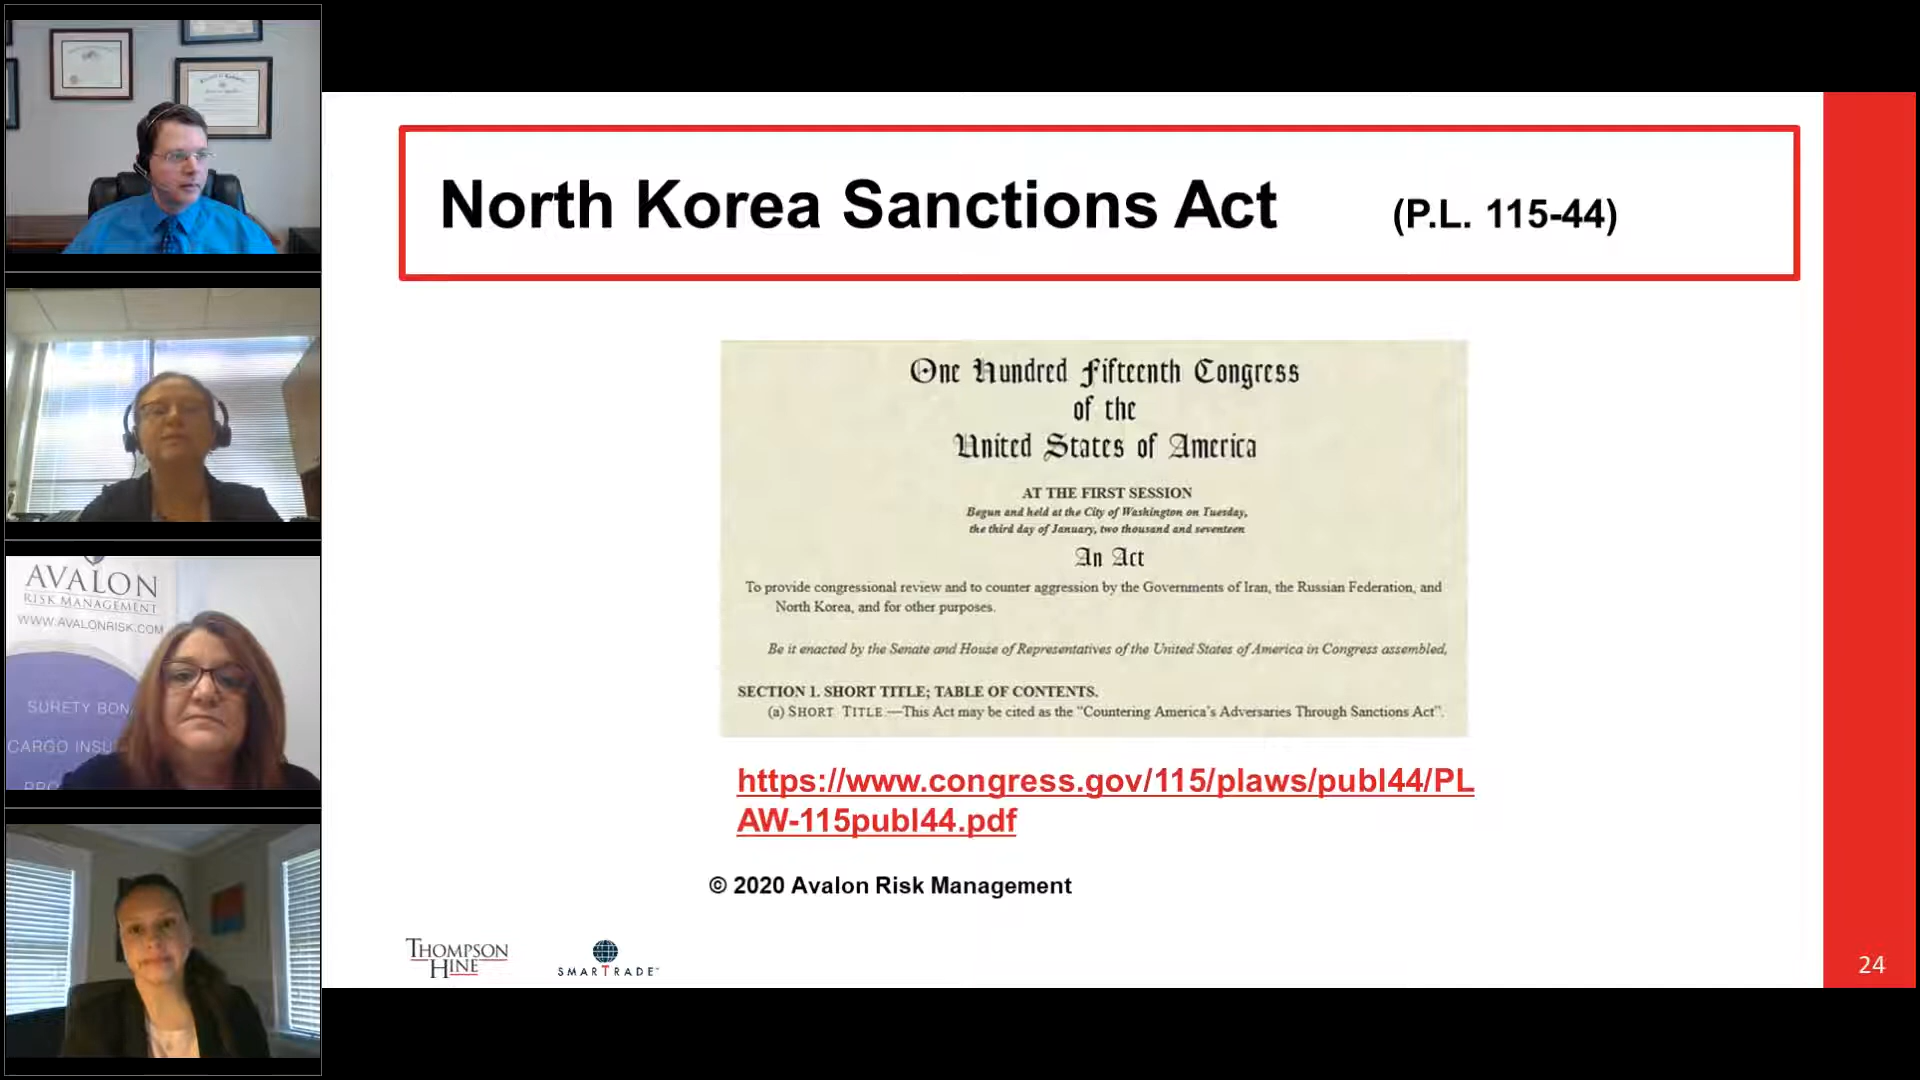 AVALON
RISK MANAGEMENT
WWW.AVALONRISK.COM
SURETY BON
CARGO INSU
North Korea Sanctions Act (P.L. 115-44)
One Hundred Fifteenth Congress
of the
United States of America
AT THE FIRST SESSION
Begun and held at the City of Washington on Tuesday,
the third day of January, two thousand and seventeen
An Act
To provide congressional review and to counter aggression by the Governments of Iran, the Russian Federation, and
North Korea, and for other purposes.
Be it enacted by the Senate and House of Representatives of the United States of America in Congress assembled,
SECTION 1. SHORT TITLE; TABLE OF CONTENTS.
(a) SHORT TITLE.—This Act may be cited as the "Countering America's Adversaries Through Sanctions Act".
https://www.congress.gov/115/plaws/publ44/PL
AW-115publ44.pdf
© 2020 Avalon Risk Management
THOMPSON
HINE
SMARTRADE™
24